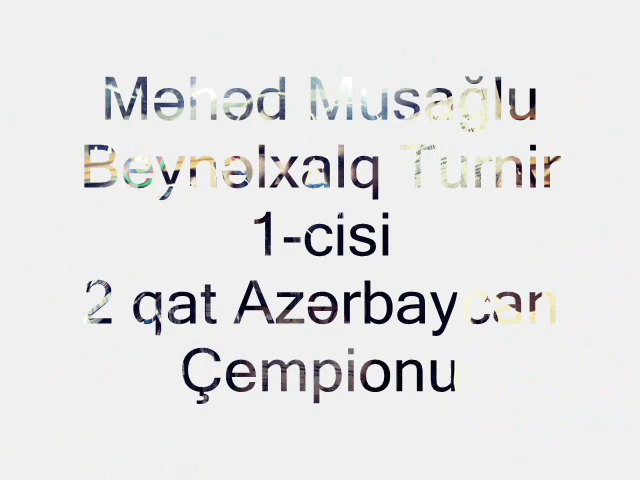 Məhəd Musağlu
Beynəlxalq Turnir
1-cisi
2 qat Azərbaycan
Çempionu